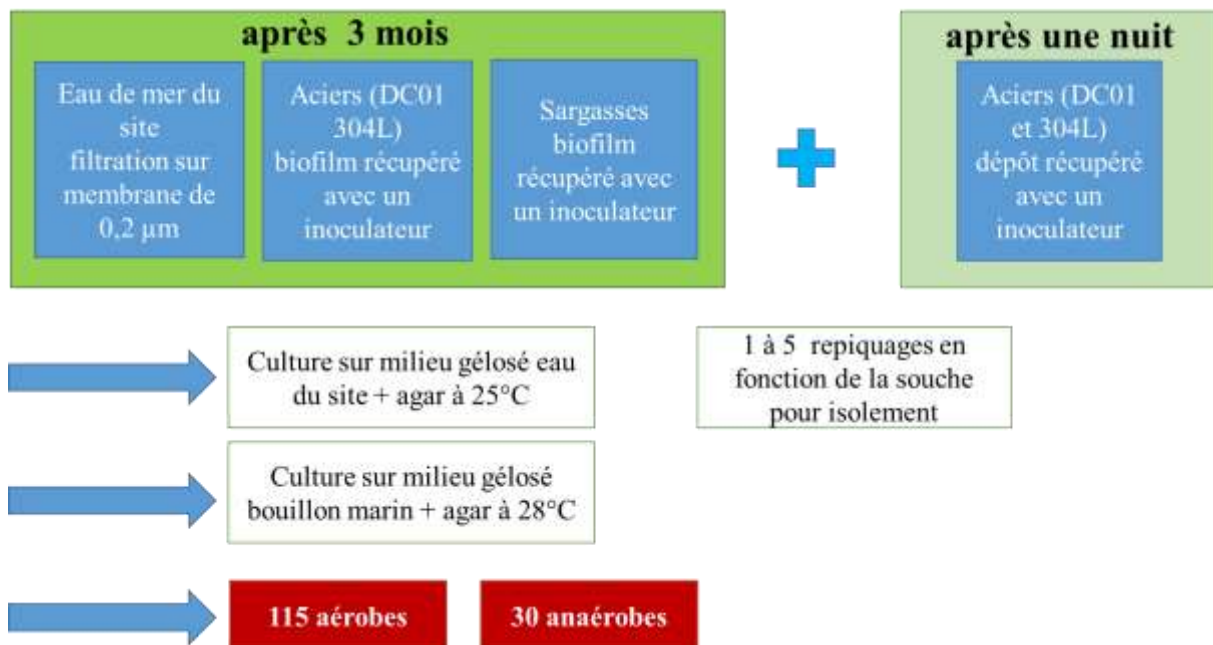 après 3 mois
Eau de mer du
site
filtration sur
membrane de
0,2 µm
Aciers (DC01
304L)
biofilm récupéré
avec un
inoculateur
Sargasses
biofilm
récupéré avec
un inoculateur
après une nuit
Aciers (DC01
et 304L)
dépôt récupéré
avec un
inoculateur
Culture sur milieu gélosé eau
du site + agar à 25°C
1 à 5 repiquages en
fonction de la souche
pour isolement
Culture sur milieu gélosé
bouillon marin + agar à 28°C
115 aérobes
30 anaérobes